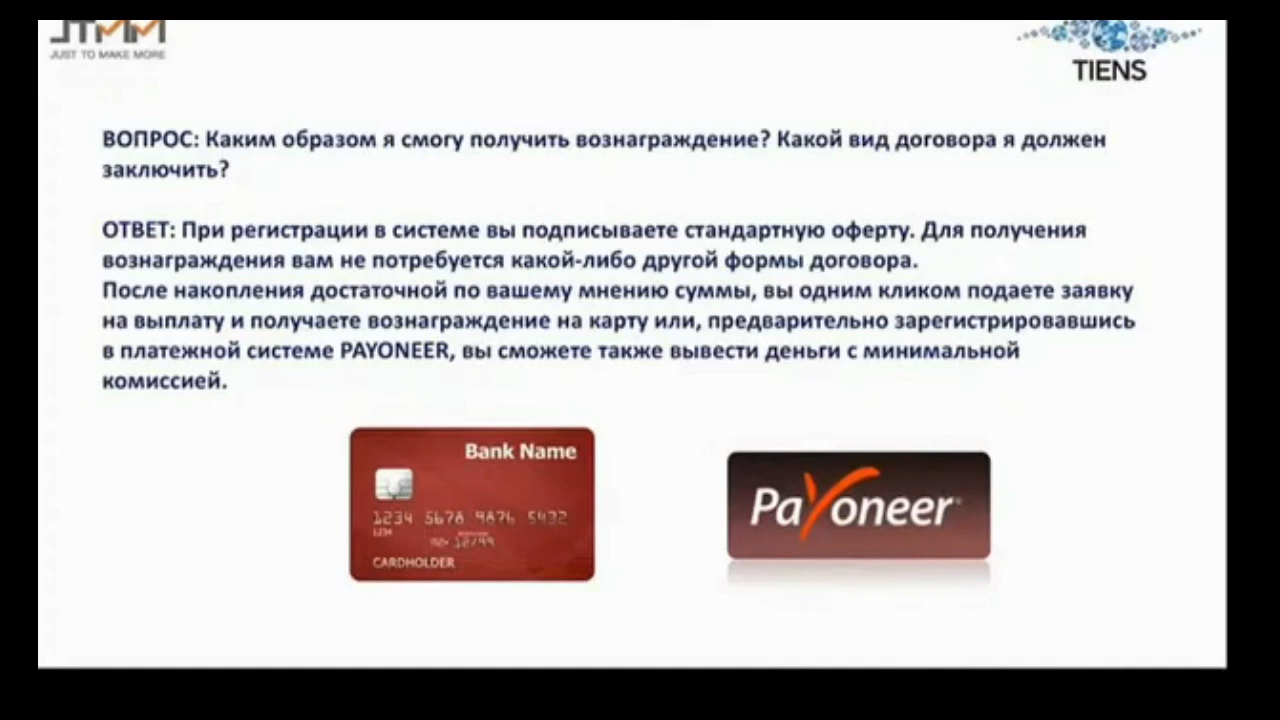 JTMM
JUST TO MAKE MORE
TIENS
ВОПРОС: Каким образом я смогу получить вознаграждение? Какой вид договора я должен
заключить?
ОТВЕТ: При регистрации в системе вы подписываете стандартную оферту. Для получения
вознаграждения вам не потребуется какой-либо другой формы договора.
После накопления достаточной по вашему мнению суммы, вы одним кликом подаете заявку
на выплату и получаете вознаграждение на карту или, предварительно зарегистрировавшись
в платежной системе PAYONEER, вы сможете также вывести деньги с минимальной
комиссией.
Bank Name
1234 5678 9876 5432
1234
12/99
CARDHOLDER
Payoneer